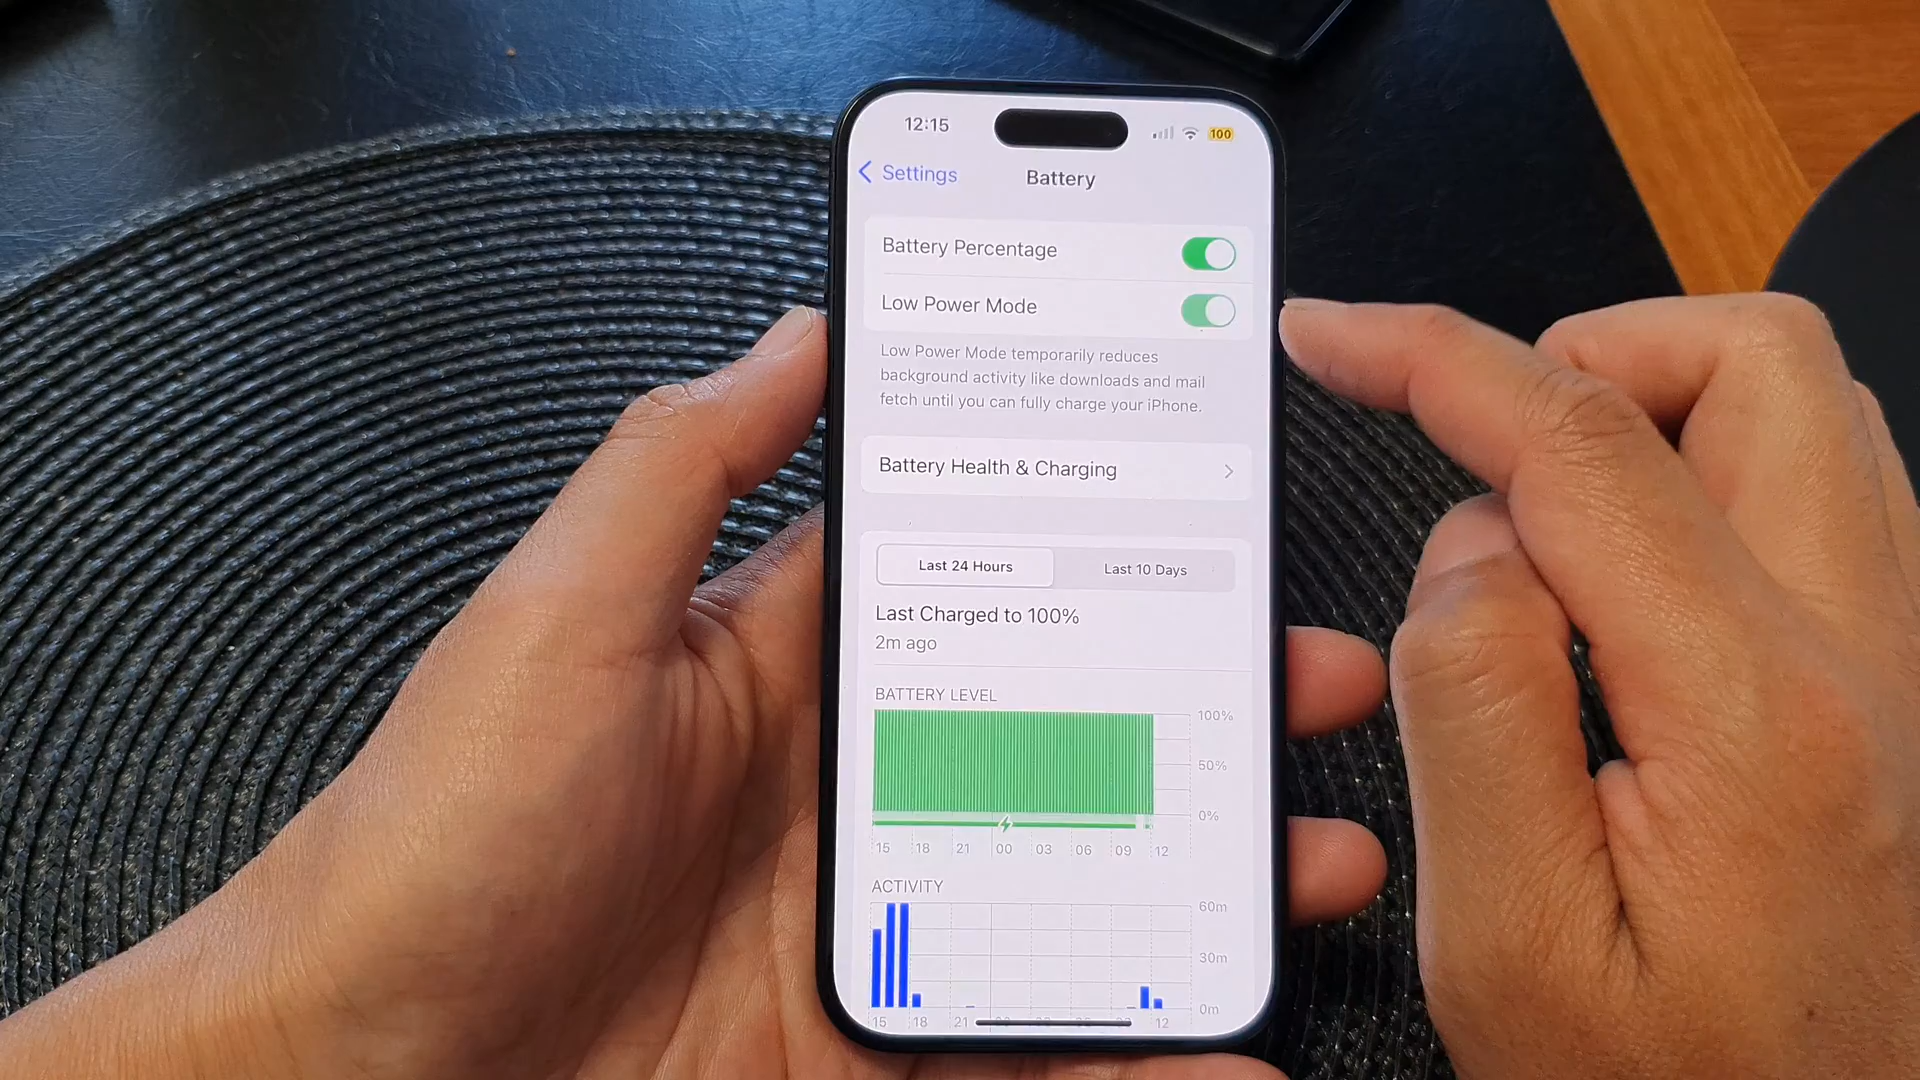 12:15
100
Settings
Battery
Battery Percentage
Low Power Mode
Low Power Mode temporarily reduces
background activity like downloads and mail
fetch until you can fully charge your iPhone.
Battery Health & Charging
Last 24 Hours
Last 10 Days
Last Charged to 100%
2m ago
BATTERY LEVEL
100%
50%
0%
15 18 21 00 03 06 09 12
ACTIVITY
60m
30m
0m
15 18 21 12